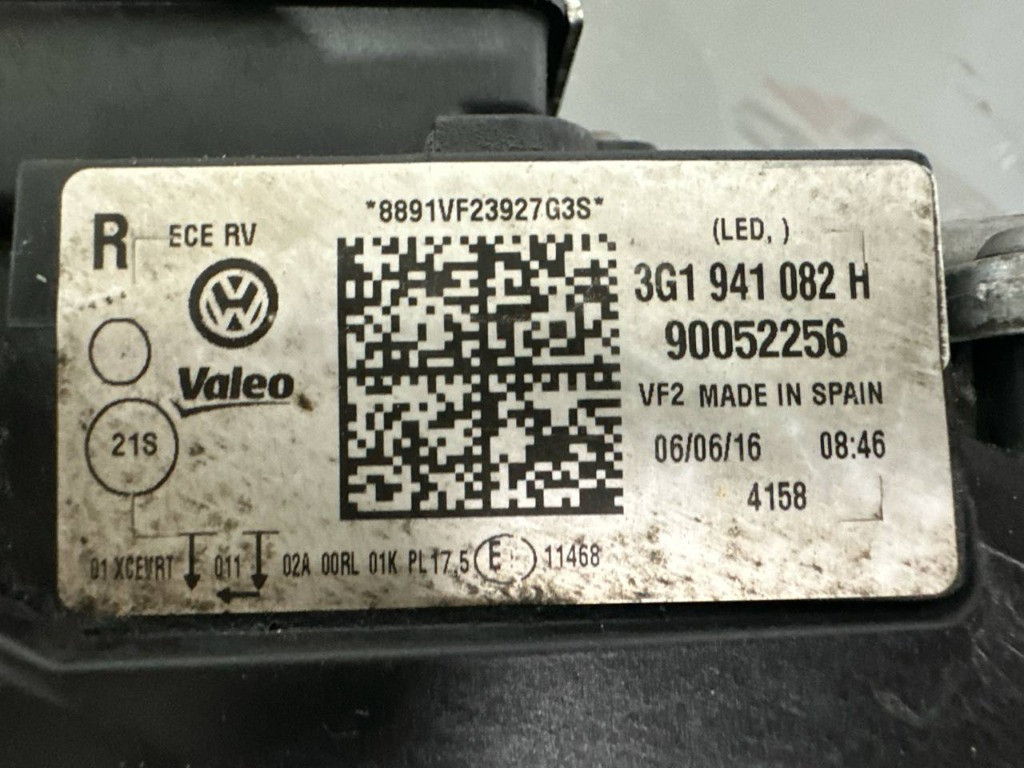 *8891VF23927G3S*
R ECE RV
(LED, )
3G1 941 082 H
90052256
Valeo
VF2 MADE IN SPAIN
21S
06/06/16 08:46
4158
01 XCEVRT 011 02A 00RL 01K PL17,5 E 11468